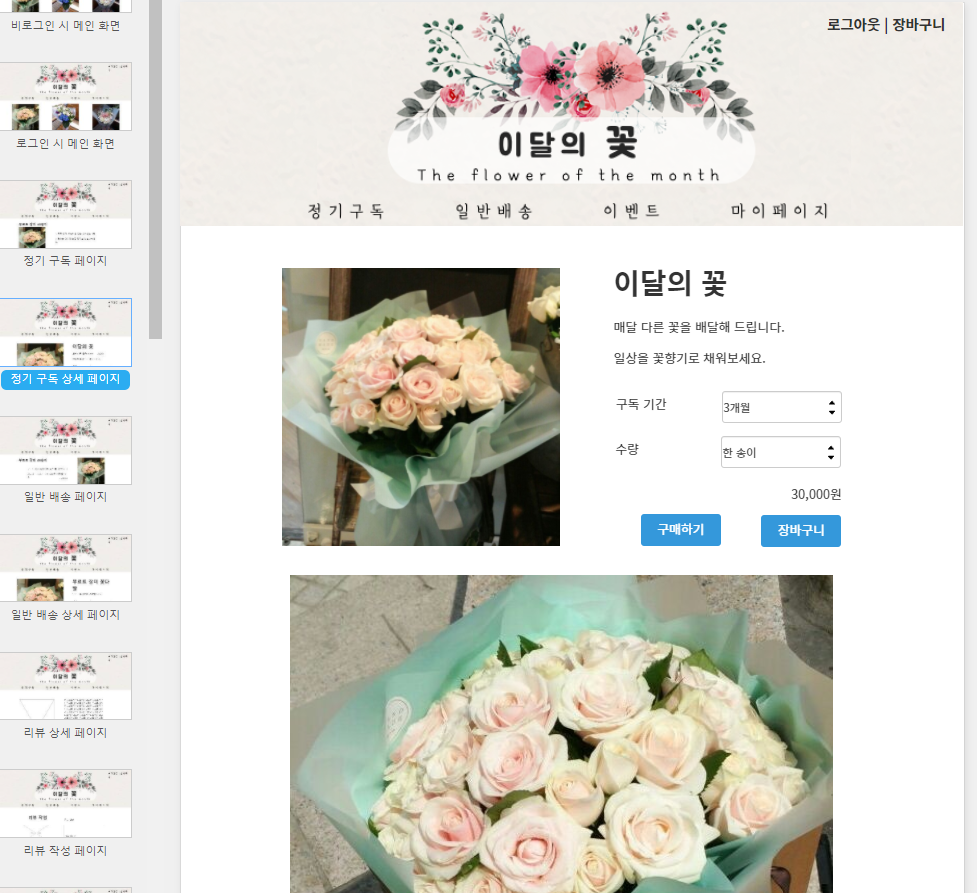 비로그인 시 메인 화면
로그인 시 메인 화면
정기 구독 페이지
정기 구독 상세 페이지
일반 배송 페이지
일반 배송 상세 페이지
리뷰 상세 페이지
리뷰 작성 페이지
로그아웃 | 장바구니
이달의 꽃
The flower of the month
정기구독 일반배송 이벤트 마이페이지
이달의 꽃
매달 다른 꽃을 배달해 드립니다.
일상을 꽃향기로 채워보세요.
구독 기간 3개월
수량 한 송이
30,000원
구매하기 장바구니